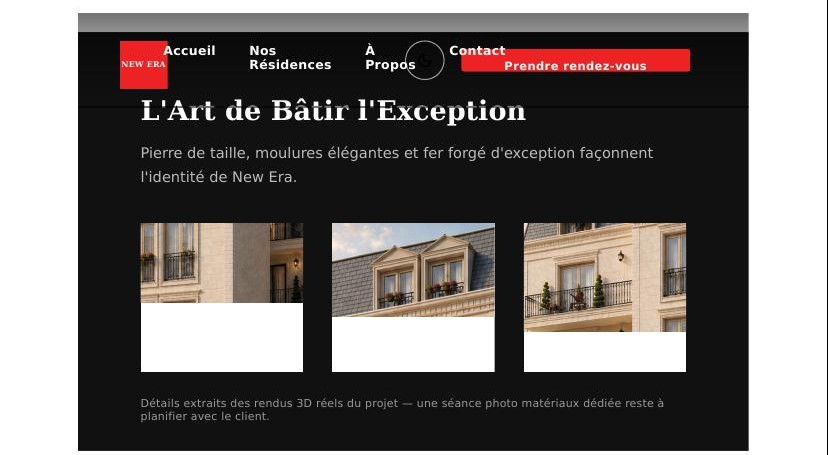 NEW ERA
Accueil
Nos
Résidences
À
Propos
Contact
Prendre rendez-vous
L'Art de Bâtir l'Exception
Pierre de taille, moulures élégantes et fer forgé d'exception façonnent
l'identité de New Era.
Détails extraits des rendus 3D réels du projet — une séance photo matériaux dédiée reste à
planifier avec le client.